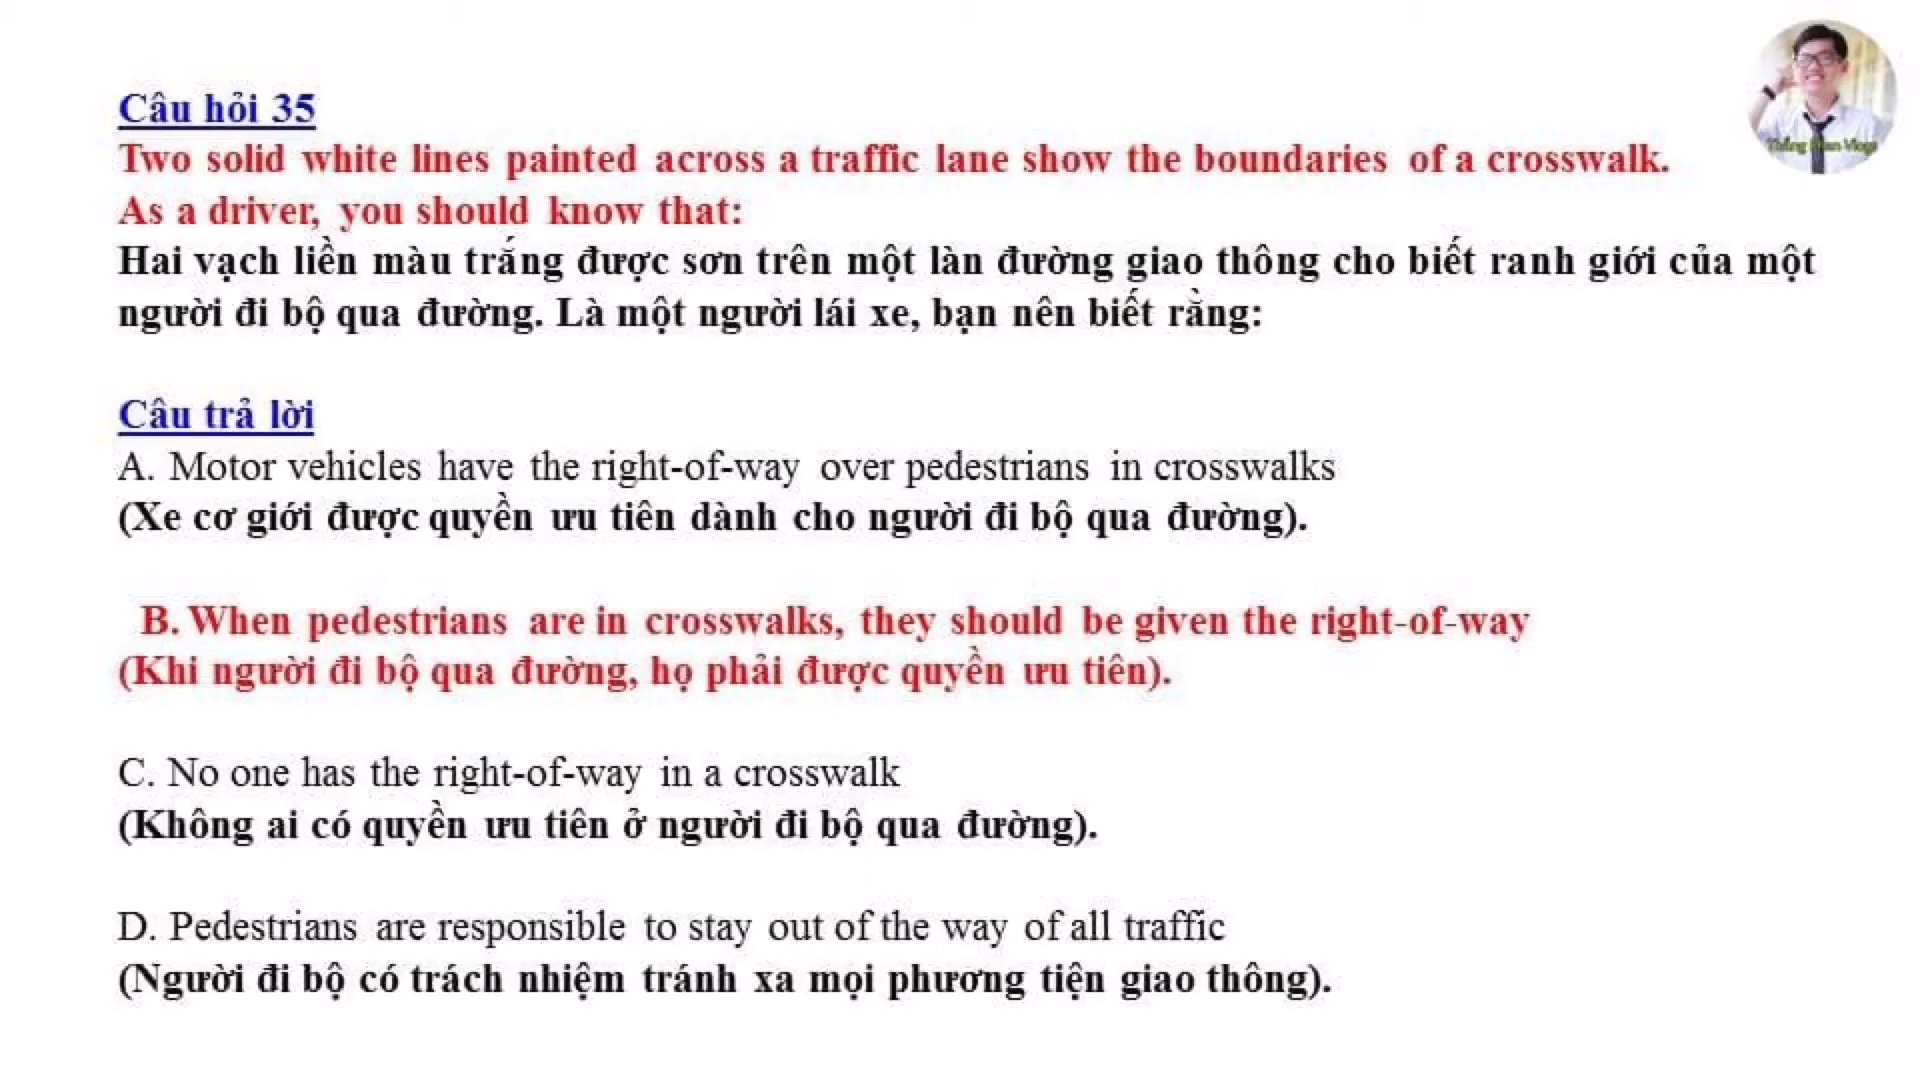 Câu hỏi 35
Two solid white lines painted across a traffic lane show the boundaries of a crosswalk.
As a driver, you should know that:
Hai vạch liền màu trắng được sơn trên một làn đường giao thông cho biết ranh giới của một
người đi bộ qua đường. Là một người lái xe, bạn nên biết rằng:
Câu trả lời
A. Motor vehicles have the right-of-way over pedestrians in crosswalks
(Xe cơ giới được quyền ưu tiên dành cho người đi bộ qua đường).
B. When pedestrians are in crosswalks, they should be given the right-of-way
(Khi người đi bộ qua đường, họ phải được quyền ưu tiên).
C. No one has the right-of-way in a crosswalk
(Không ai có quyền ưu tiên ở người đi bộ qua đường).
D. Pedestrians are responsible to stay out of the way of all traffic
(Người đi bộ có trách nhiệm tránh xa mọi phương tiện giao thông).